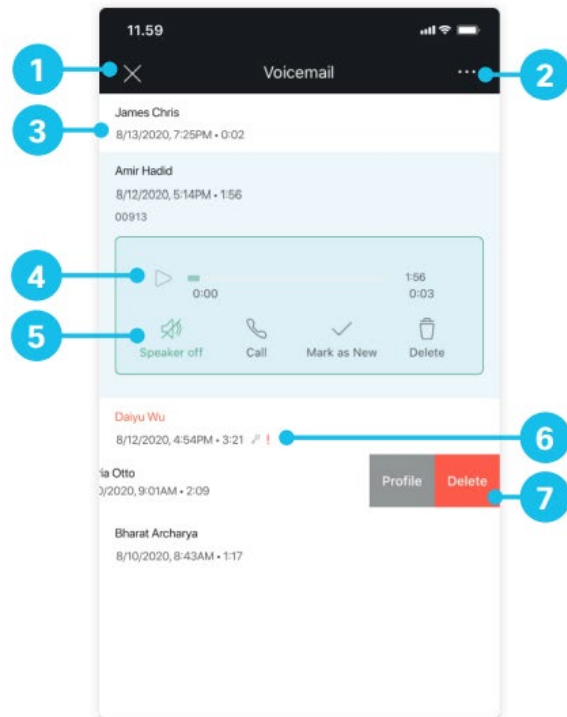 11.59
1
Voicemail
2
James Chris
3
8/13/2020, 7:25PM • 0:02
Amir Hadid
8/12/2020, 5:14PM • 1:56
00913
4
1:56
0:00
0:03
5
Speaker off
Call
Mark as New
Delete
Daiyu Wu
8/12/2020, 4:54PM • 3:21 !
6
ia Otto
/2020, 9:01AM • 2:09
Profile
Delete
7
Bharat Archarya
8/10/2020, 8:43AM • 1:17